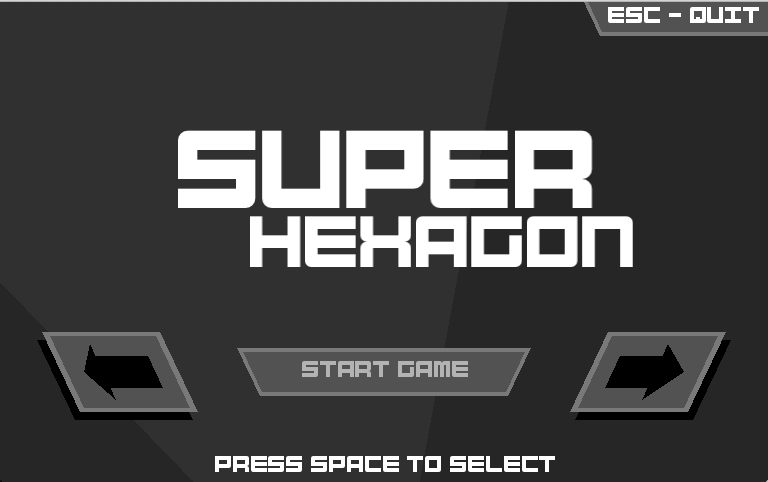 ESC - QUIT
SUPER
HEXAGON
START GAME
PRESS SPACE TO SELECT